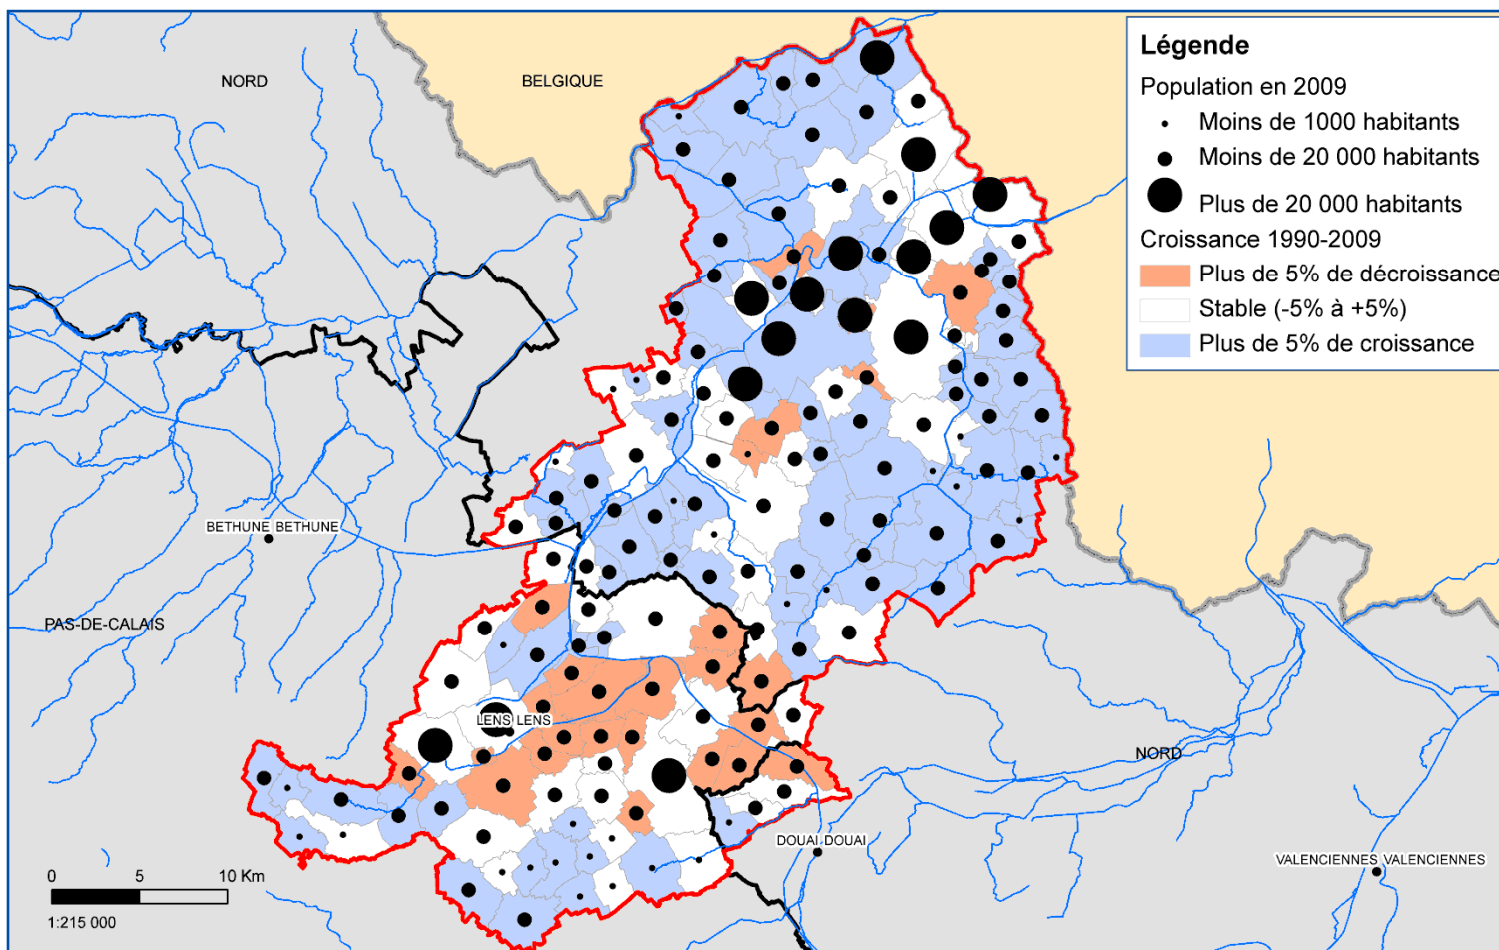 Légende
Population en 2009
Moins de 1000 habitants
Moins de 20 000 habitants
Plus de 20 000 habitants
Croissance 1990-2009
Plus de 5% de décroissance
Stable (-5% à +5%)
Plus de 5% de croissance
NORD
BELGIQUE
BETHUNE BETHUNE
PAS-DE-CALAIS
LENS LENS
NORD
DOUAI DOUAI
VALENCIENNES VALENCIENNES
0 5 10 Km
1:215 000